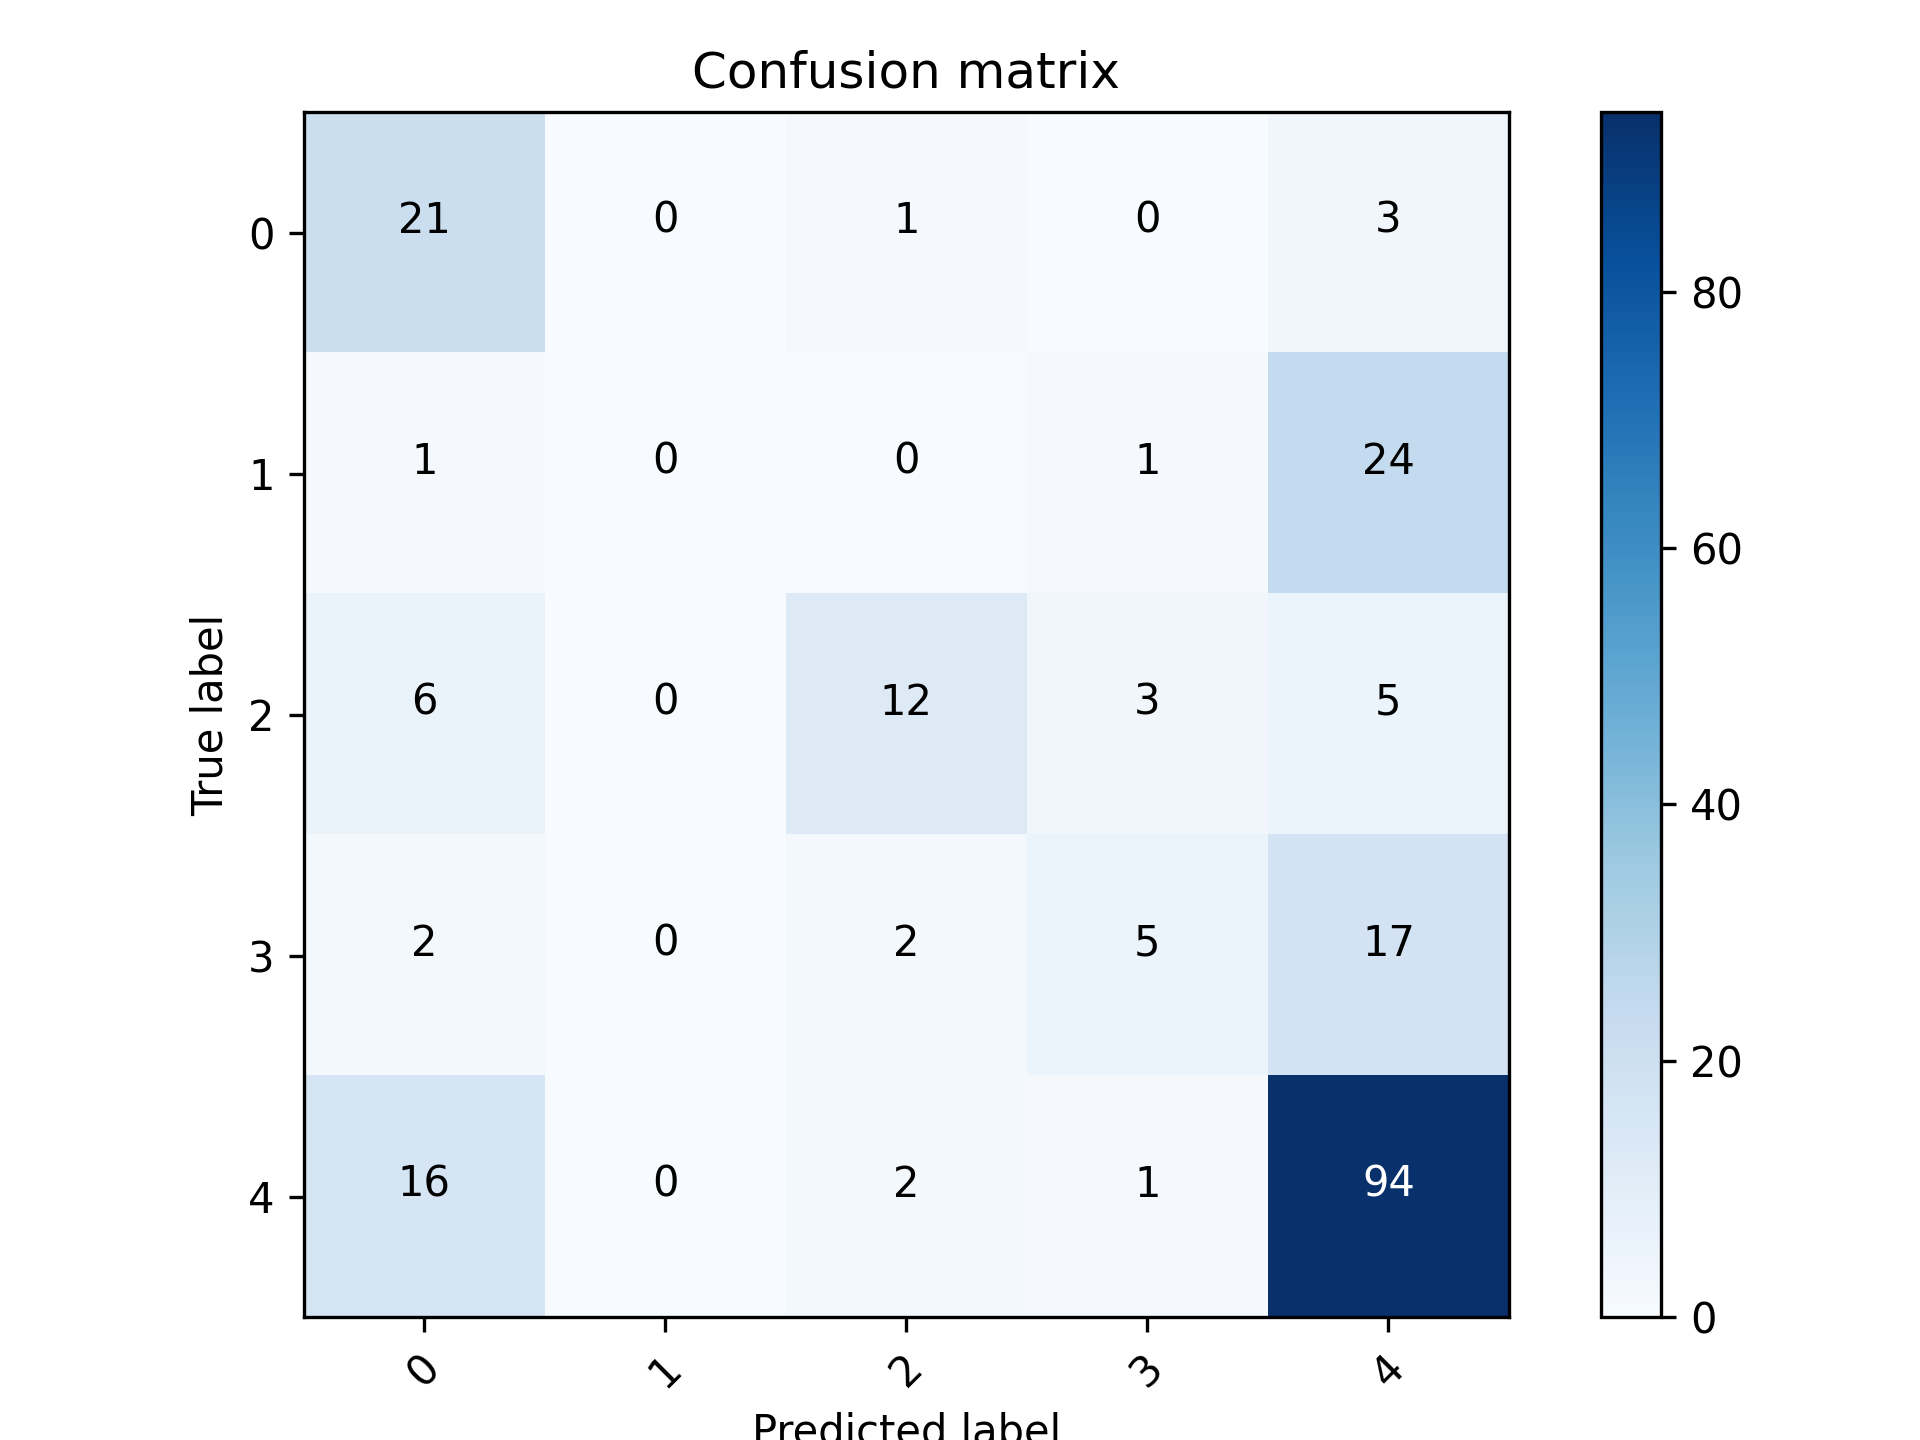 Confusion matrix
0 21 0 1 0 3
1 1 0 0 1 24
2 6 0 12 3 5
3 2 0 2 5 17
4 16 0 2 1 94
0 1 2 3 4
True label
Predicted label
80
60
40
20
0